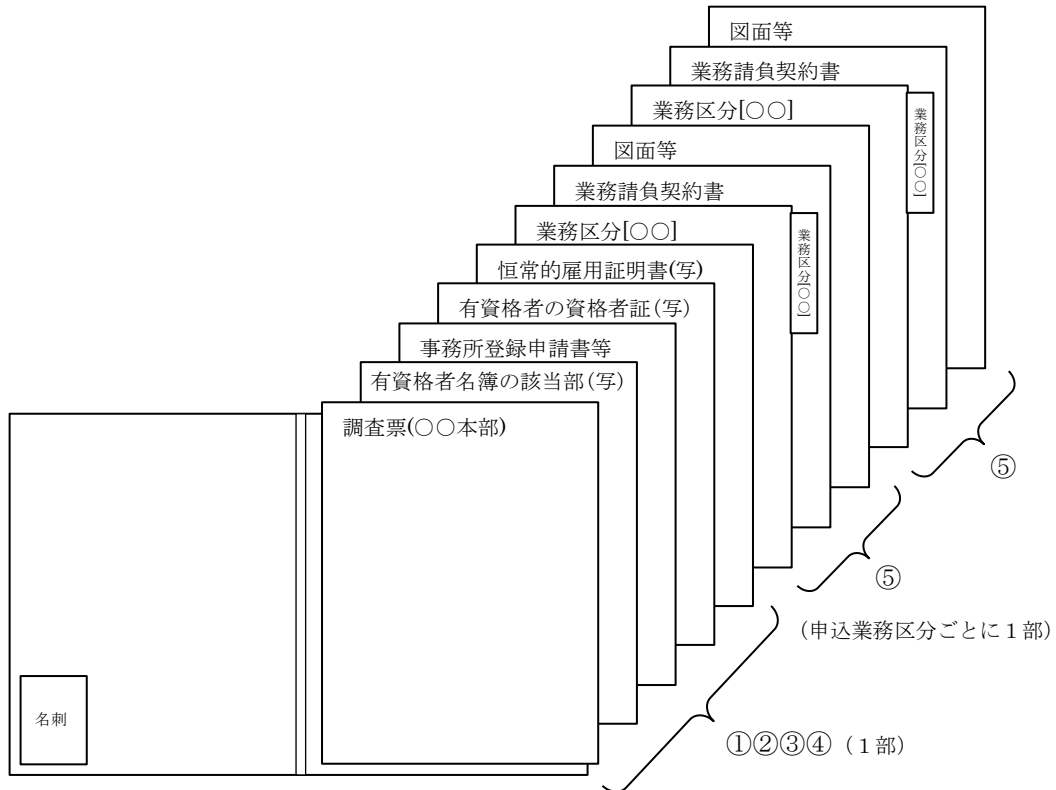 図面等
業務請負契約書
業務区分[○○]
業務区分[○○]
図面等
業務請負契約書
業務区分[○○]
業務区分[○○]
恒常的雇用証明書(写)
有資格者の資格者証(写)
事務所登録申請書等
有資格者名簿の該当部(写)
調査票(○○本部)
⑤
⑤
(申込業務区分ごとに１部)
名刺
①②③④（１部）